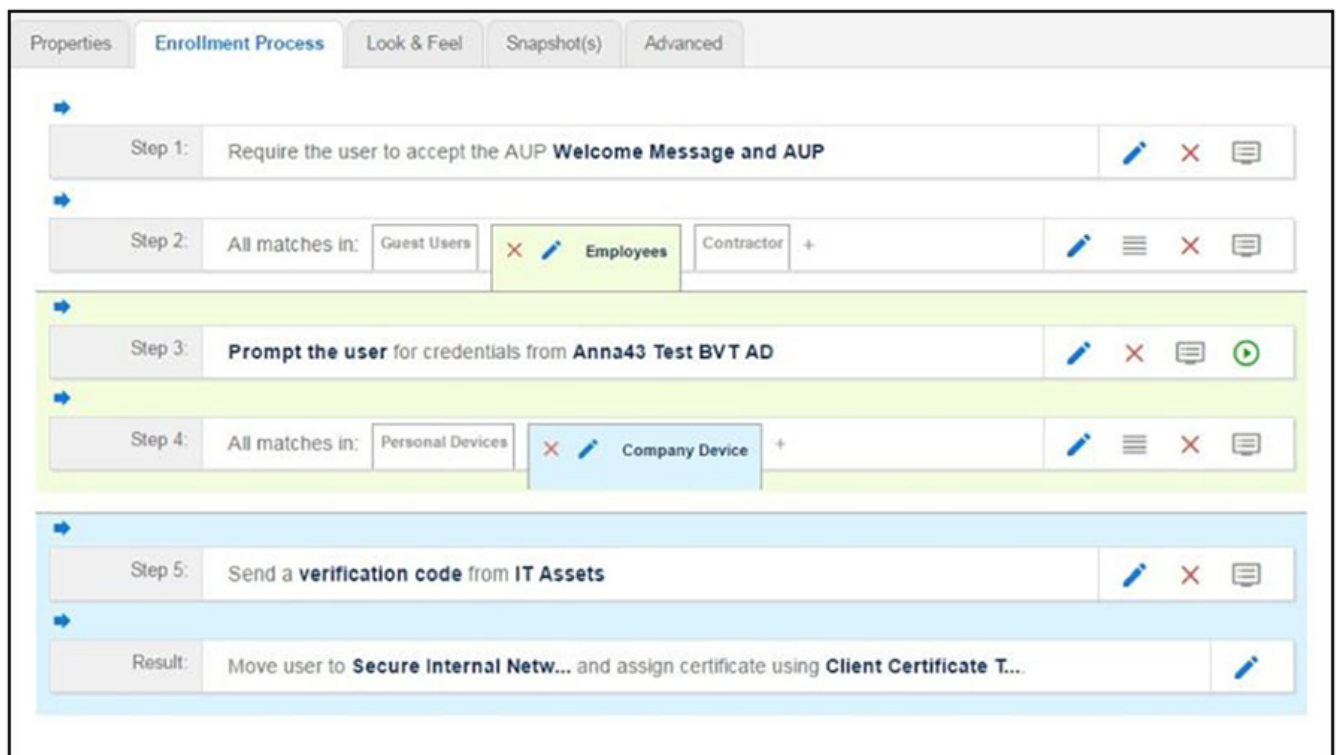 Properties Enrollment Process Look & Feel Snapshot(s) Advanced
Step 1: Require the user to accept the AUP Welcome Message and AUP
Step 2: All matches in: Guest Users Employees Contractor +
Step 3: Prompt the user for credentials from Anna43 Test BVT AD
Step 4: All matches in: Personal Devices Company Device +
Step 5: Send a verification code from IT Assets
Result: Move user to Secure Internal Netw... and assign certificate using Client Certificate T....